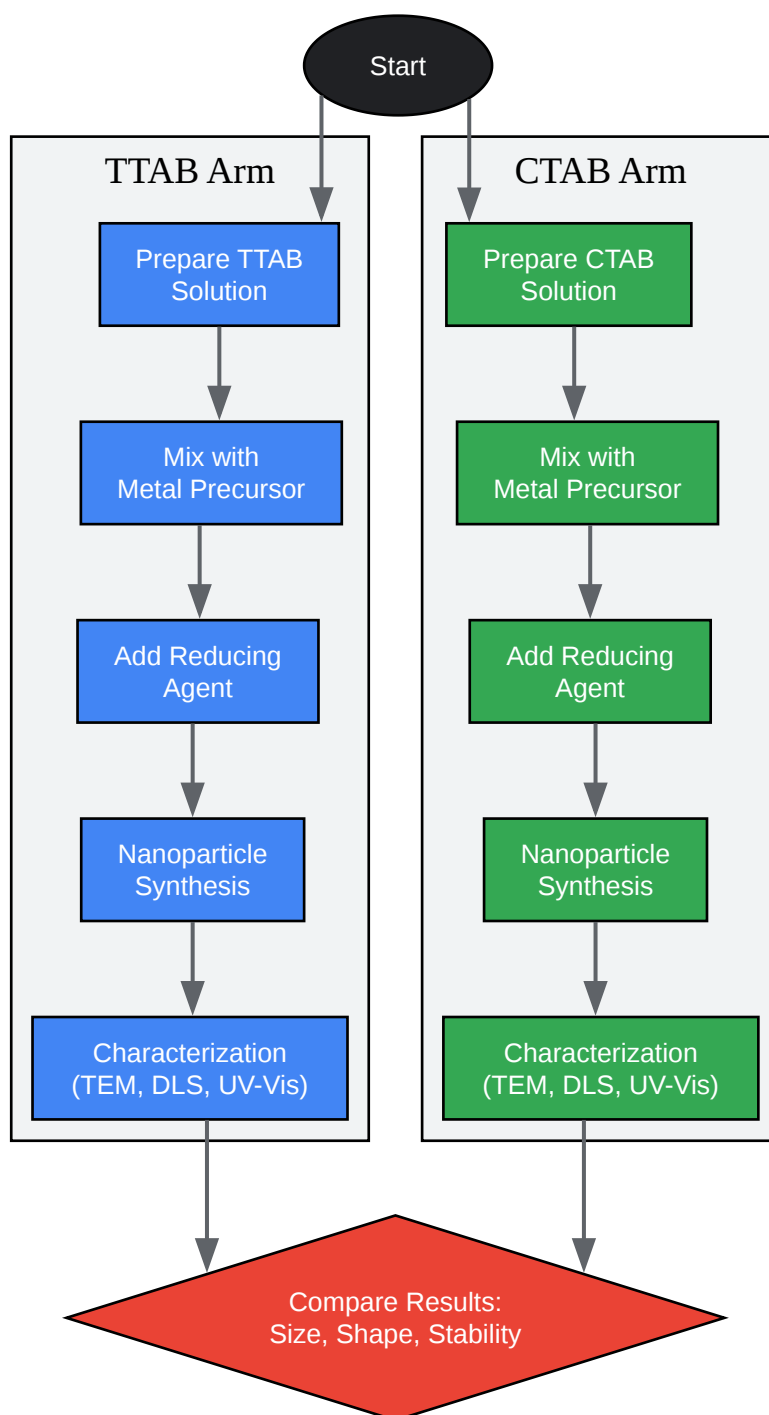 Start
TTAB Arm
Prepare TTAB
Solution
Mix with
Metal Precursor
Add Reducing
Agent
Nanoparticle
Synthesis
Characterization
(TEM, DLS, UV-Vis)
CTAB Arm
Prepare CTAB
Solution
Mix with
Metal Precursor
Add Reducing
Agent
Nanoparticle
Synthesis
Characterization
(TEM, DLS, UV-Vis)
Compare Results:
Size, Shape, Stability